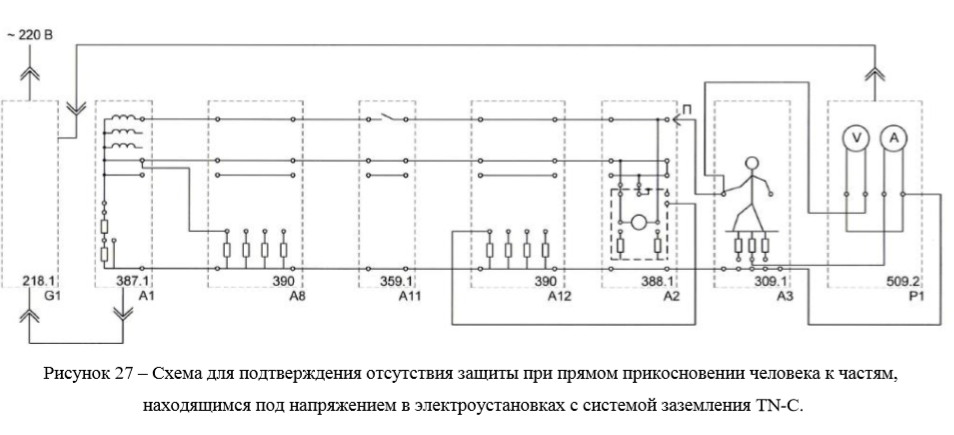 ~ 220 В
П
V A
218.1 387.1 390 359.1 390 388.1 309.1 509.2
G1 A1 A8 A11 A12 A2 A3 P1
Рисунок 27 – Схема для подтверждения отсутствия защиты при прямом прикосновении человека к частям,
находящимся под напряжением в электроустановках с системой заземления TN-C.